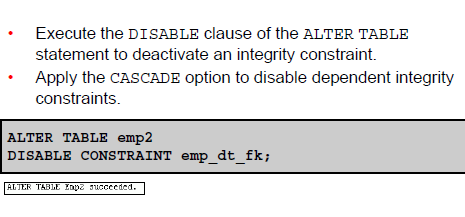 • Execute the DISABLE clause of the ALTER TABLE
statement to deactivate an integrity constraint.
• Apply the CASCADE option to disable dependent integrity
constraints.
ALTER TABLE emp2
DISABLE CONSTRAINT emp_dt_fk;
ALTER TABLE Emp2 succeeded.